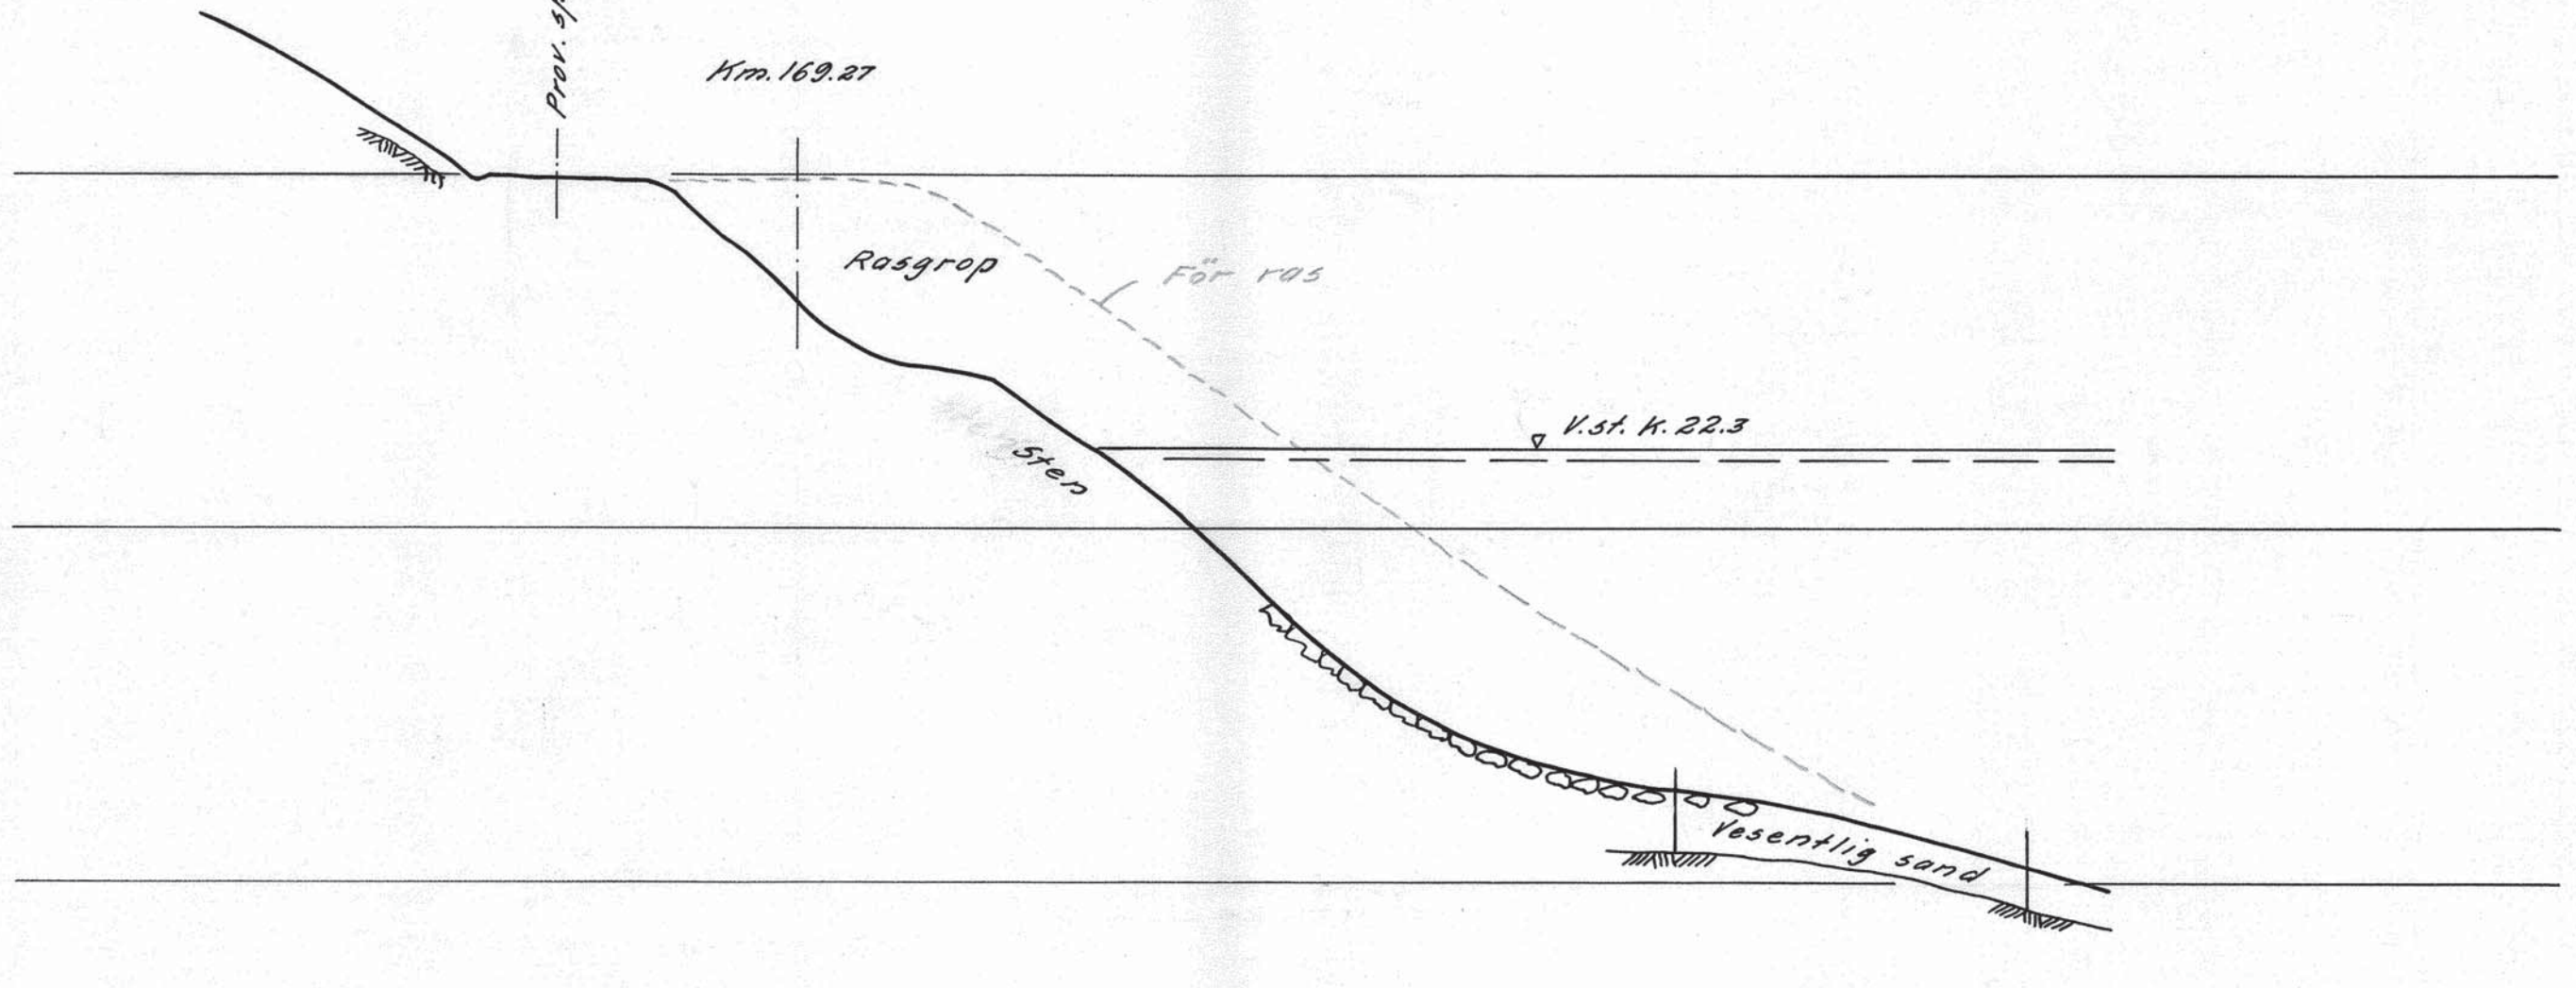 Prov.
Km. 169.27
Rasgrop
För ras
V.st. k. 22.3
Sten
Vesentlig sand